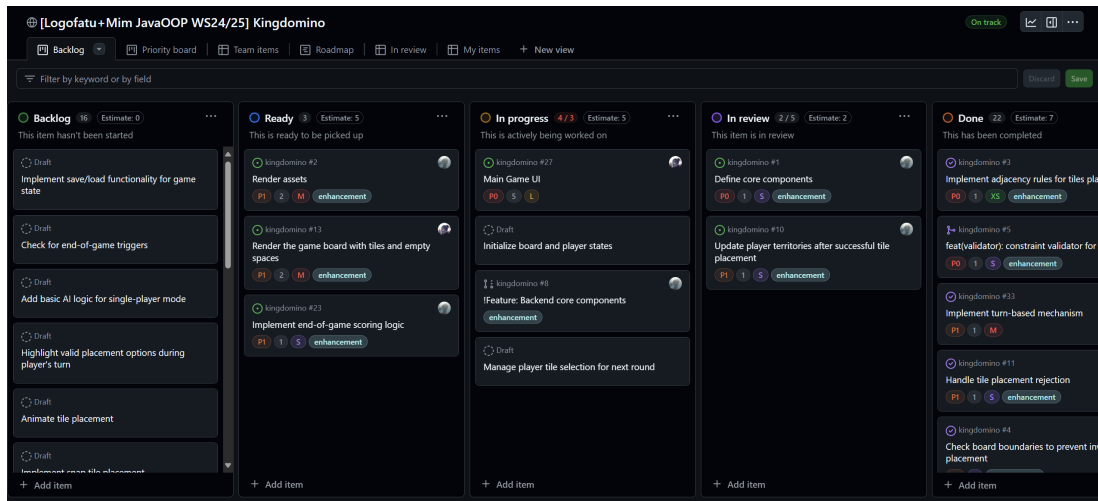 [Logofatu+Mim JavaOOP WS24/25] Kingdomino
On track
Backlog
Priority board
Team items
Roadmap
In review
My items
+ New view
Filter by keyword or by field
Discard
Save
Backlog 16 Estimate: 0
This item hasn't been started
Draft
Implement save/load functionality for game
state
Draft
Check for end-of-game triggers
Draft
Add basic AI logic for single-player mode
Draft
Highlight valid placement options during
player's turn
Draft
Animate tile placement
Draft
Implement snap tile placement
+ Add item
Ready 3 Estimate: 5
This is ready to be picked up
kingdomino #2
Render assets
P1 2 M enhancement
kingdomino #13
Render the game board with tiles and empty
spaces
P1 2 M enhancement
kingdomino #23
Implement end-of-game scoring logic
P1 1 S enhancement
+ Add item
In progress 4 / 3 Estimate: 5
This is actively being worked on
kingdomino #27
Main Game UI
P0 5 L
Draft
Initialize board and player states
kingdomino #8
!Feature: Backend core components
enhancement
Draft
Manage player tile selection for next round
+ Add item
In review 2 / 5 Estimate: 2
This item is in review
kingdomino #1
Define core components
P0 1 S enhancement
kingdomino #10
Update player territories after successful tile
placement
P1 1 S enhancement
+ Add item
Done 22 Estimate: 7
This has been completed
kingdomino #3
Implement adjacency rules for tiles pla
P0 1 XS enhancement
kingdomino #5
feat(validator): constraint validator for
P0 1 S enhancement
kingdomino #33
Implement turn-based mechanism
P1 1 M
kingdomino #11
Handle tile placement rejection
P1 1 S enhancement
kingdomino #4
Check board boundaries to prevent inv
placement
+ Add item